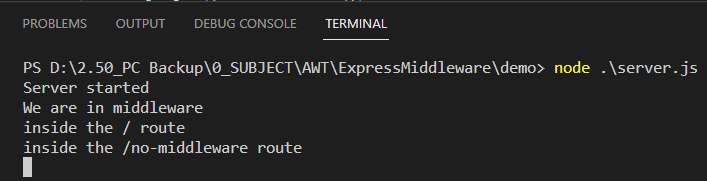 PROBLEMS OUTPUT DEBUG CONSOLE TERMINAL
PS D:\2.50_PC Backup\0_SUBJECT\AWT\ExpressMiddleware\demo> node .\server.js
Server started
We are in middleware
inside the / route
inside the /no-middleware route